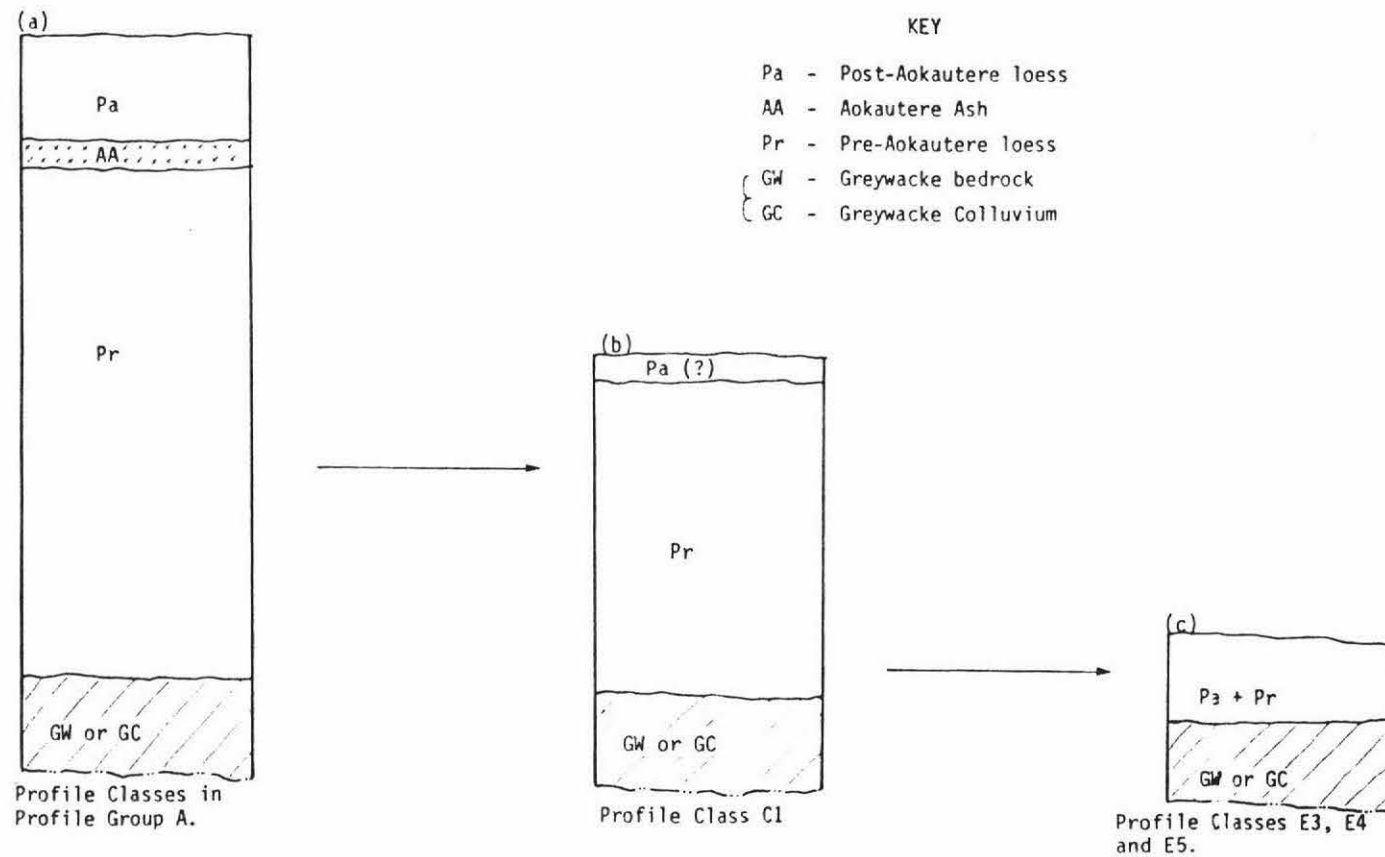 (a)
Pa
AA
Pr
GW or GC
Profile Classes in
Profile Group A.
KEY
Pa - Post-Aokautere loess
AA - Aokautere Ash
Pr - Pre-Aokautere loess
GW - Greywacke bedrock
GC - Greywacke Colluvium
(b)
Pa (?)
Pr
GW or GC
Profile Class C1
(c)
Pa + Pr
GW or GC
Profile Classes E3, E4
and E5.